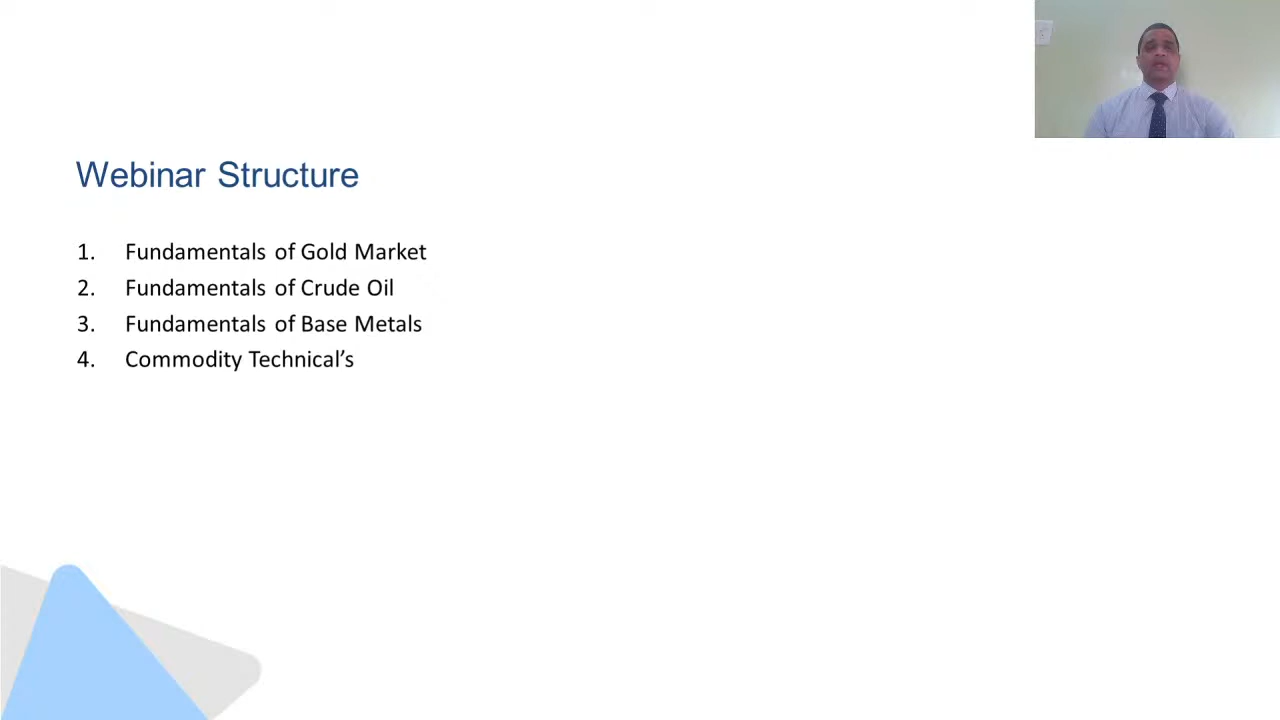 Webinar Structure
1. Fundamentals of Gold Market
2. Fundamentals of Crude Oil
3. Fundamentals of Base Metals
4. Commodity Technical’s